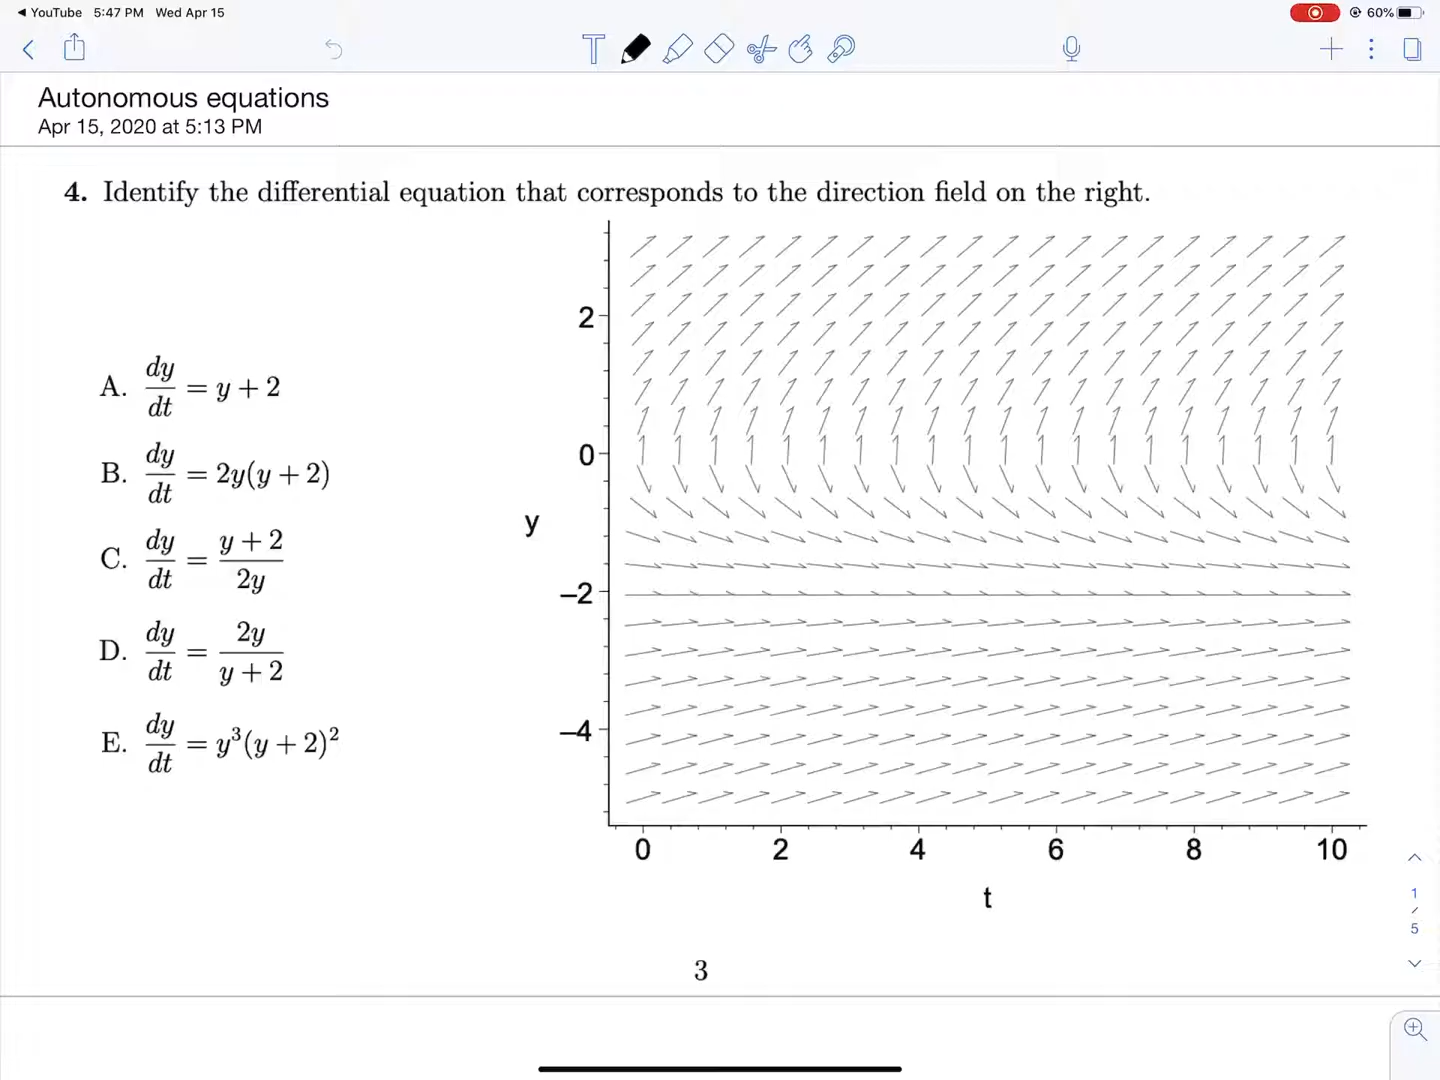 YouTube 5:47 PM Wed Apr 15
60%
Autonomous equations
Apr 15, 2020 at 5:13 PM
4. Identify the differential equation that corresponds to the direction field on the right.
A. dy/dt = y + 2
B. dy/dt = 2y(y + 2)
C. dy/dt = (y + 2)/(2y)
D. dy/dt = 2y/(y + 2)
E. dy/dt = y³(y + 2)²
2
0
y
–2
–4
0 2 4 6 8 10
t
1
/
5
3